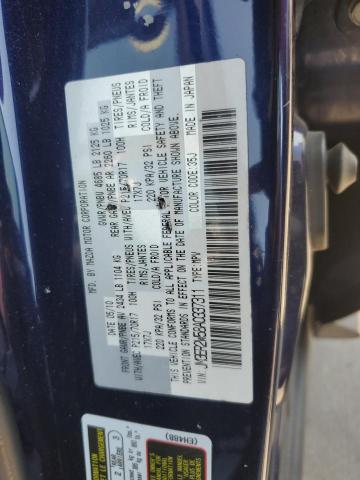 MFD BY MAZDA MOTOR CORPORATION
05/10
GVWR/PNBV 4685 LB 2125 KG
FRONT GAWR/PNBE AV 2434 LB 1104 KG
REAR GAWR/PNBE AR 2260 LB 1025 KG
WITH/AVEC P215/70R17 100H TIRES/PNEUS
17X7J RIMS/JANTES
220 KPA/32 PSI COLD/A FROID
WITH/AVEC P215/70R17 100H TIRES/PNEUS
17X7J RIMS/JANTES
220 KPA/32 PSI COLD/A FROID
THIS VEHICLE CONFORMS TO ALL APPLICABLE FEDERAL MOTOR VEHICLE SAFETY AND THEFT
PREVENTION STANDARDS IN EFFECT ON THE DATE OF MANUFACTURE SHOWN ABOVE.
MADE IN JAPAN
COLOR CODE: 35J
TYPE: MPV
(EH48B)
REAR 3